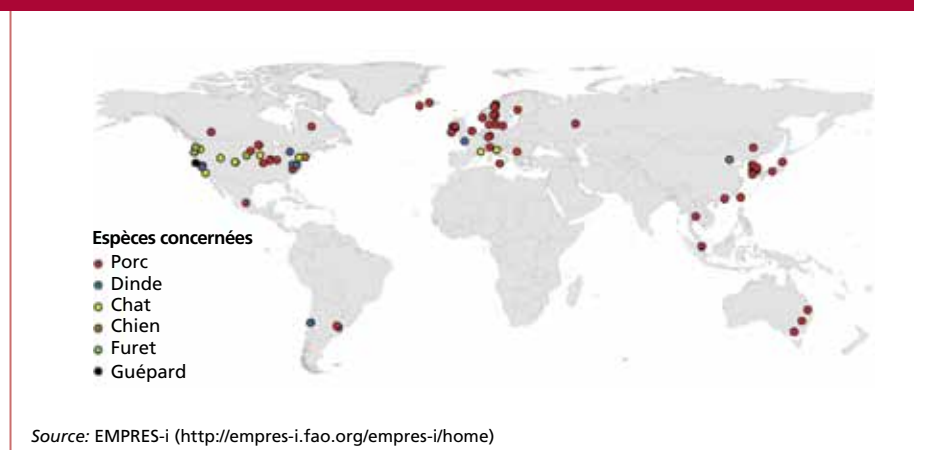 Espèces concernées
Porc
Dinde
Chat
Chien
Furet
Guépard
Source: EMPRES-i (http://empres-i.fao.org/empres-i/home)